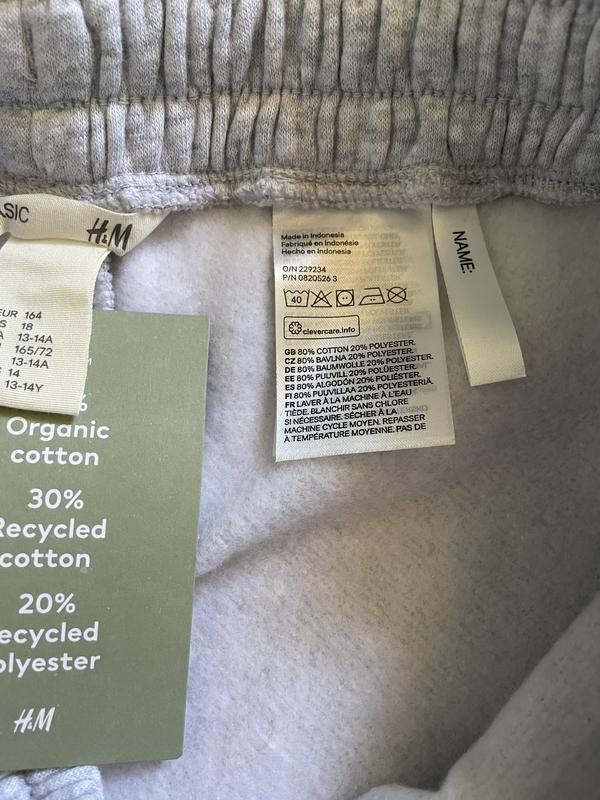 ASIC
H&M
EUR 164
S 18
A 13-14A
165/72
13-14A
14
13-14Y
%
Organic
cotton
30%
Recycled
cotton
20%
ecycled
olyester
H&M
Made in Indonesia
Fabriqué en Indonésie
Hecho en Indonesia
O/N 229234
P/N 0820526 3
40
clevercare.info
GB 80% COTTON 20% POLYESTER.
CZ 80% BAVLNA 20% POLYESTER.
DE 80% BAUMWOLLE 20% POLYESTER.
EE 80% PUUVILL 20% POLÜESTER.
ES 80% ALGODÓN 20% POLIÉSTER.
FI 80% PUUVILLAA 20% POLYESTERIÄ.
FR LAVER À LA MACHINE À L'EAU
TIÈDE. BLANCHIR SANS CHLORE
SI NÉCESSAIRE. SÉCHER À LA
MACHINE CYCLE MOYEN. REPASSER
À TEMPÉRATURE MOYENNE. PAS DE
NAME: